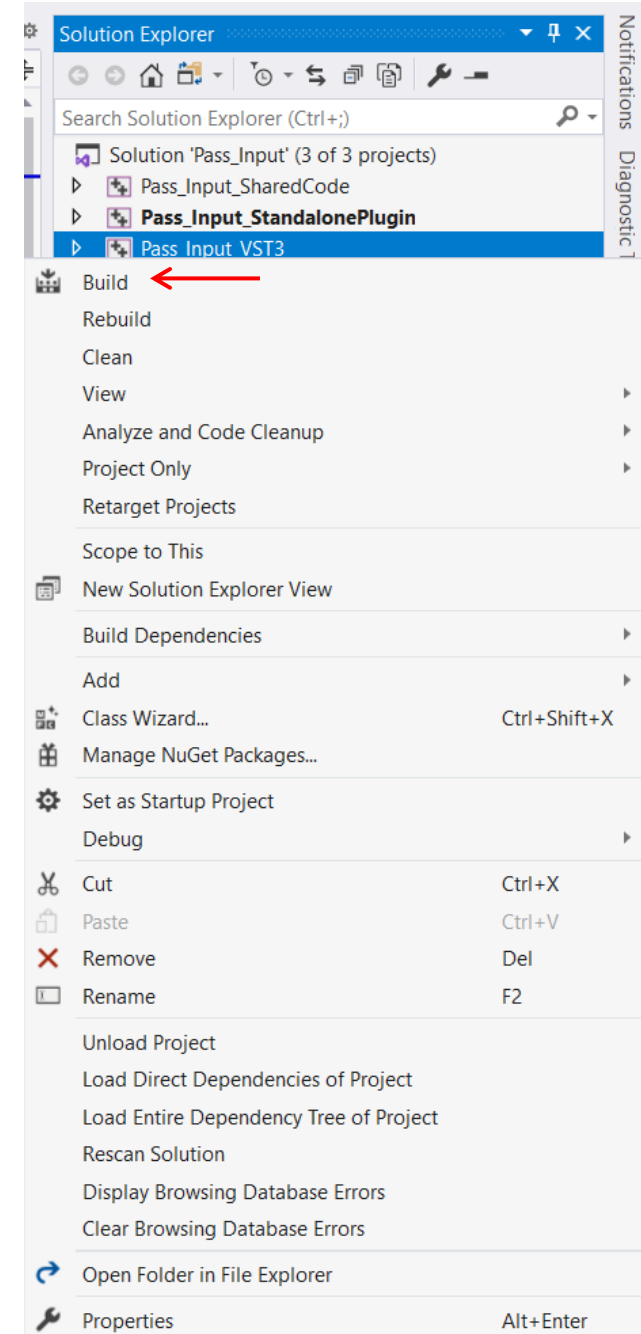 Solution Explorer
Search Solution Explorer (Ctrl+;)
Solution 'Pass_Input' (3 of 3 projects)
Pass_Input_SharedCode
Pass_Input_StandalonePlugin
Pass_Input_VST3
Notifications
Diagnostic
Build
Rebuild
Clean
View
Analyze and Code Cleanup
Project Only
Retarget Projects
Scope to This
New Solution Explorer View
Build Dependencies
Add
Class Wizard... Ctrl+Shift+X
Manage NuGet Packages...
Set as Startup Project
Debug
Cut Ctrl+X
Paste Ctrl+V
Remove Del
Rename F2
Unload Project
Load Direct Dependencies of Project
Load Entire Dependency Tree of Project
Rescan Solution
Display Browsing Database Errors
Clear Browsing Database Errors
Open Folder in File Explorer
Properties Alt+Enter